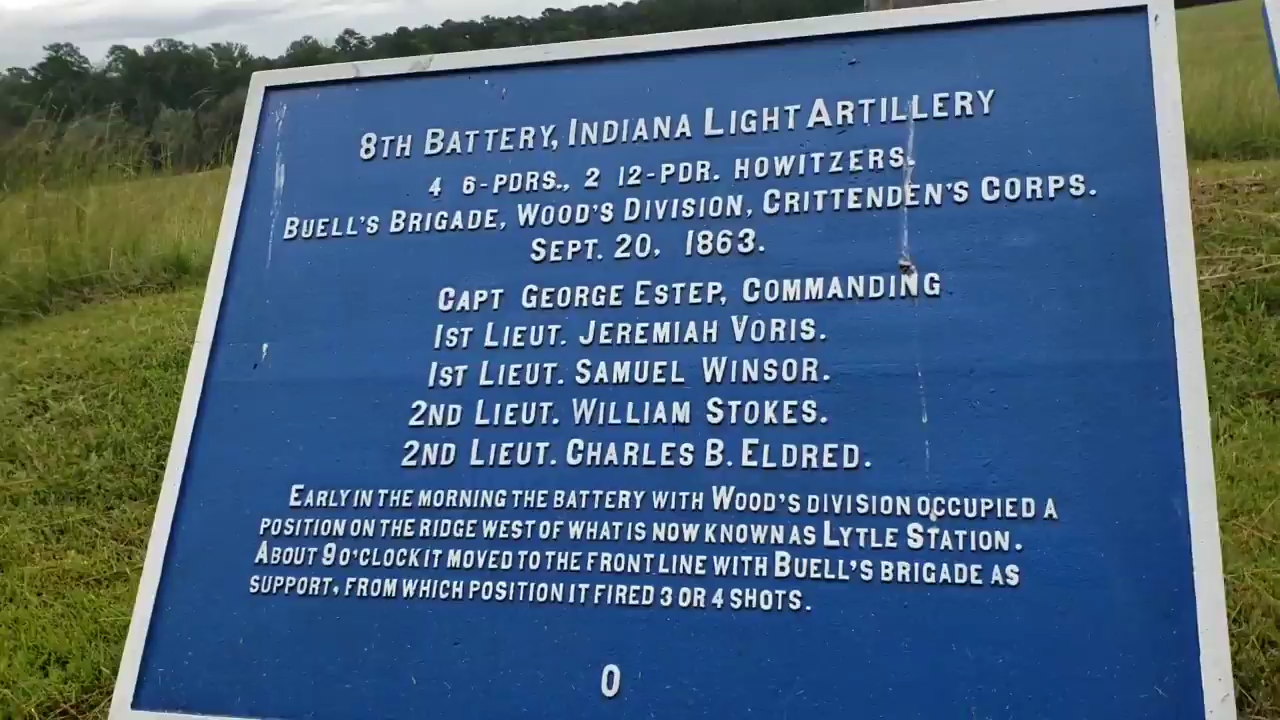 8TH BATTERY, INDIANA LIGHT ARTILLERY
4 6-PDRS., 2 12-PDR. HOWITZERS.
BUELL'S BRIGADE, WOOD'S DIVISION, CRITTENDEN'S CORPS.
SEPT. 20, 1863.
CAPT GEORGE ESTEP, COMMANDING
1ST LIEUT. JEREMIAH VORIS.
1ST LIEUT. SAMUEL WINSOR.
2ND LIEUT. WILLIAM STOKES.
2ND LIEUT. CHARLES B. ELDRED.
EARLY IN THE MORNING THE BATTERY WITH WOOD'S DIVISION OCCUPIED A
POSITION ON THE RIDGE WEST OF WHAT IS NOW KNOWN AS LYTLE STATION.
ABOUT 9 O'CLOCK IT MOVED TO THE FRONT LINE WITH BUELL'S BRIGADE AS
SUPPORT, FROM WHICH POSITION IT FIRED 3 OR 4 SHOTS.
0